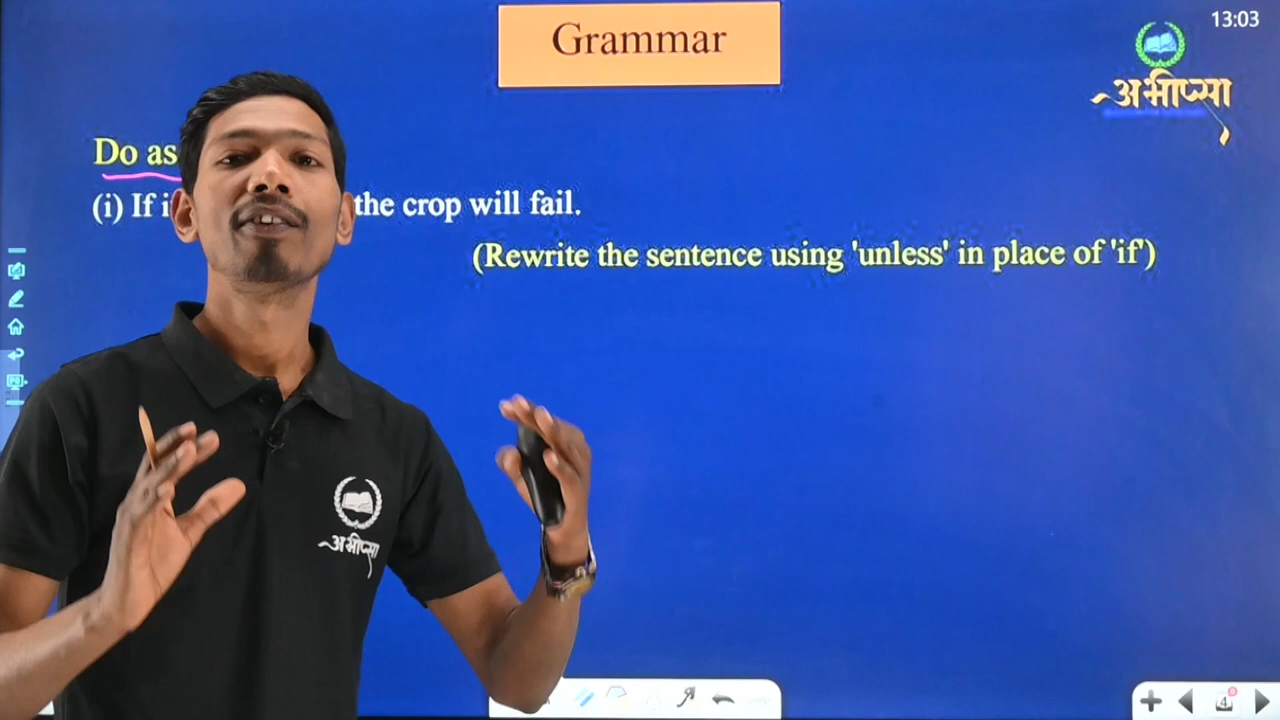 Grammar
13:03
अभीप्सा
Do as
(i) If i the crop will fail.
(Rewrite the sentence using 'unless' in place of 'if')
अभीप्सा
4